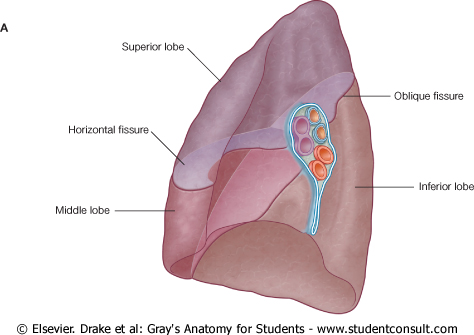 A
Superior lobe
Oblique fissure
Horizontal fissure
Inferior lobe
Middle lobe
© Elsevier. Drake et al: Gray's Anatomy for Students - www.studentconsult.com